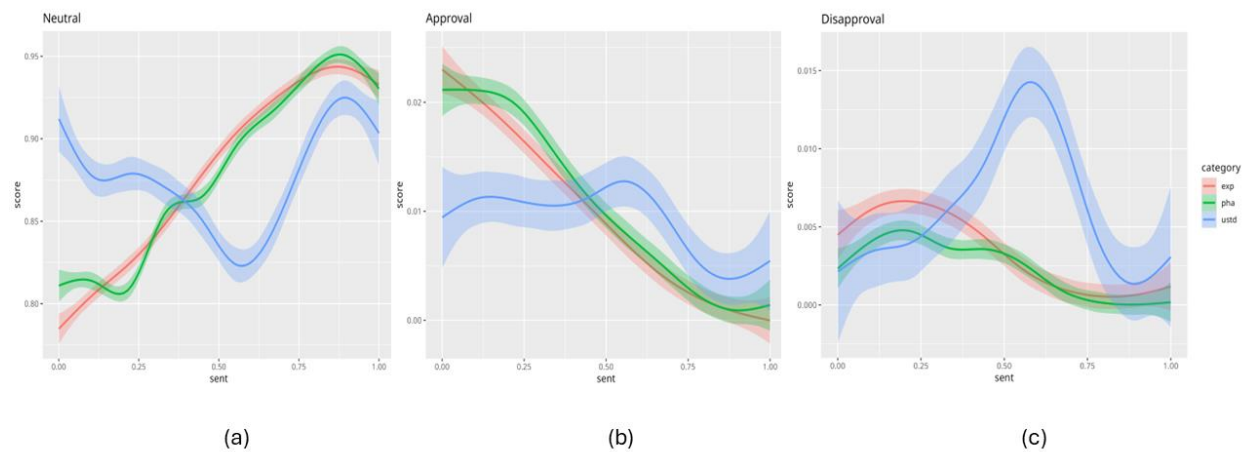 Neutral
Approval
Disapproval
score
0.95
0.90
0.85
0.80
0.00
0.25
0.50
0.75
1.00
sent
score
0.02
0.01
0.00
0.00
0.25
0.50
0.75
1.00
sent
score
0.015
0.010
0.005
0.000
0.00
0.25
0.50
0.75
1.00
sent
category
exp
pha
ustd
(a)
(b)
(c)